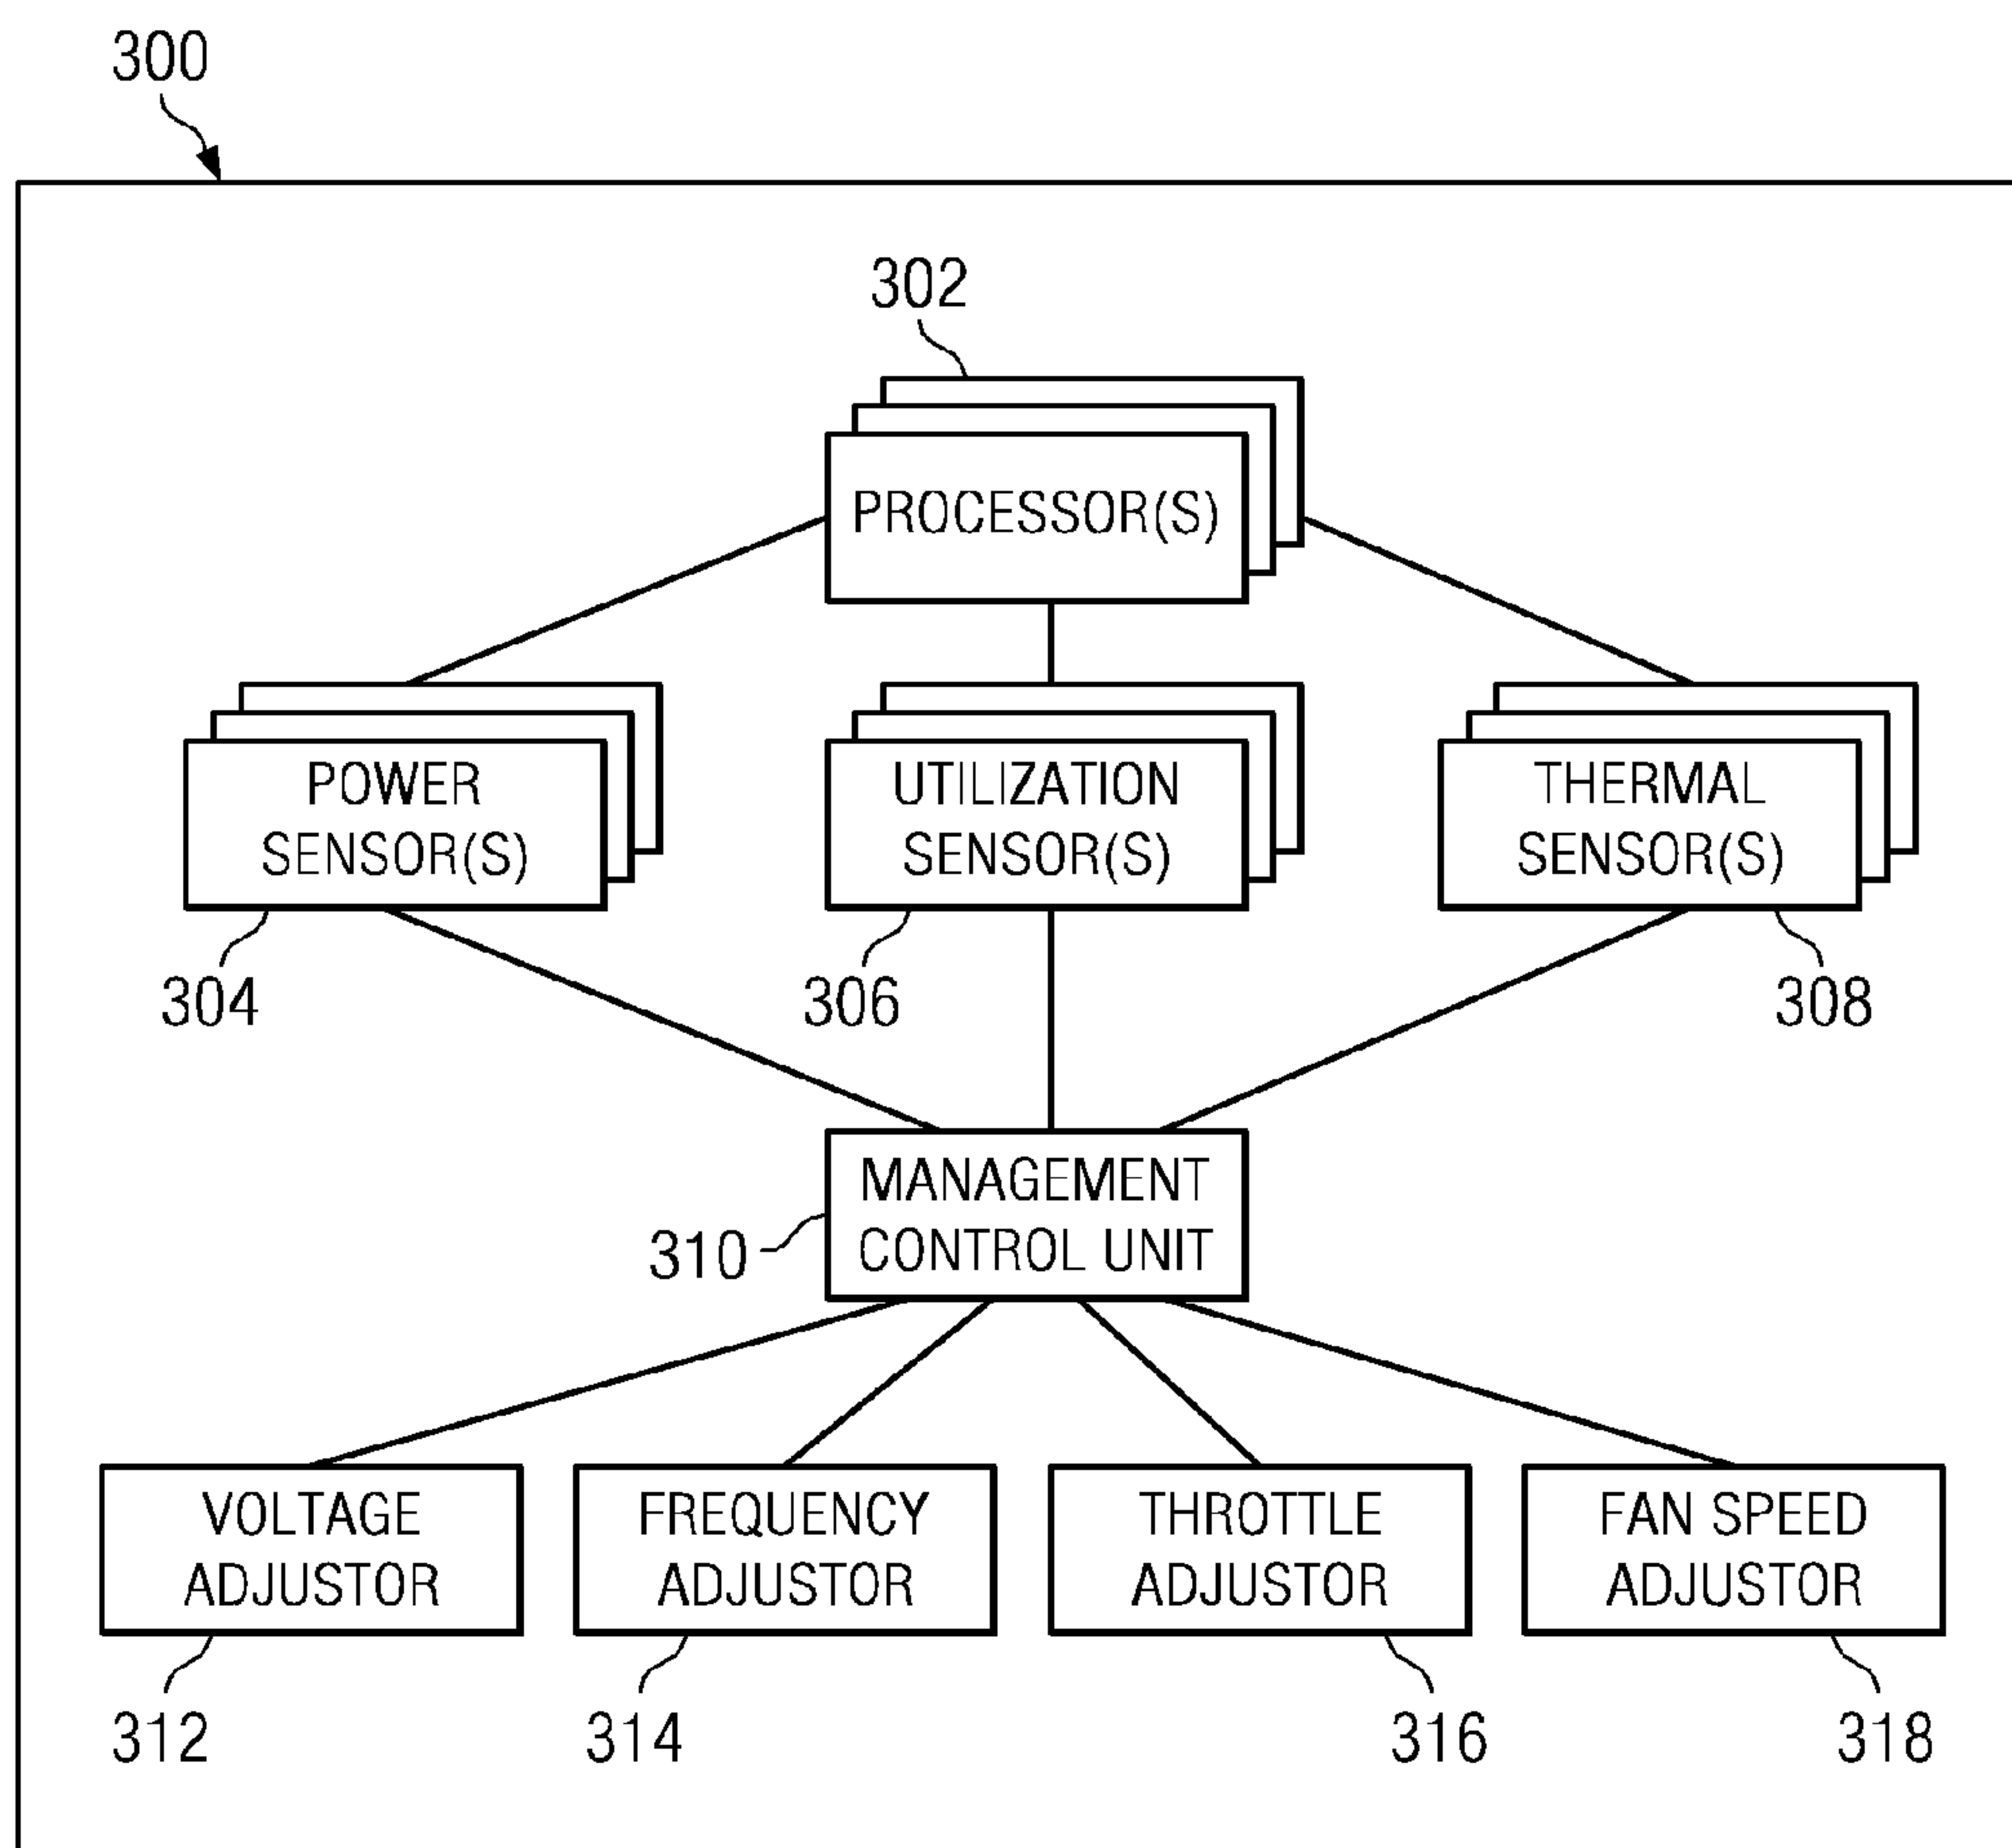 300
302
PROCESSOR(S)
POWER
SENSOR(S)
UTILIZATION
SENSOR(S)
THERMAL
SENSOR(S)
304
306
308
MANAGEMENT
CONTROL UNIT
310
VOLTAGE
ADJUSTOR
FREQUENCY
ADJUSTOR
THROTTLE
ADJUSTOR
FAN SPEED
ADJUSTOR
312
314
316
318